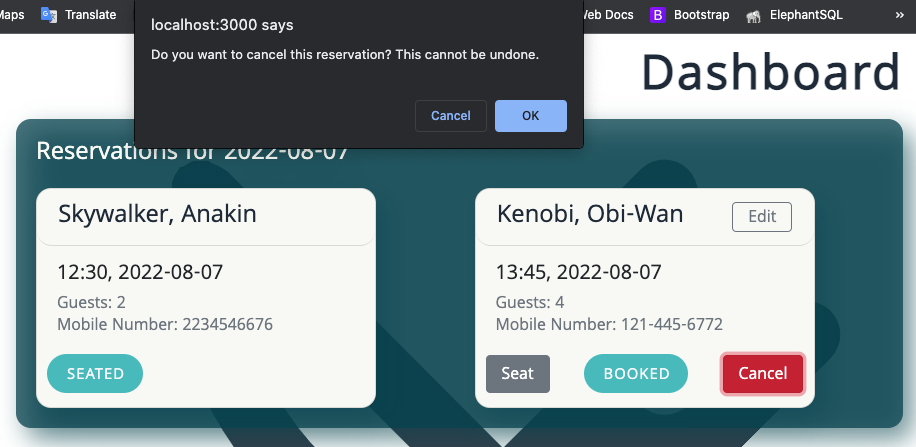 Maps Translate Web Docs Bootstrap ElephantSQL »
localhost:3000 says
Do you want to cancel this reservation? This cannot be undone.
Cancel OK
Dashboard
Reservations for 2022-08-07
Skywalker, Anakin
12:30, 2022-08-07
Guests: 2
Mobile Number: 2234546676
SEATED
Kenobi, Obi-Wan Edit
13:45, 2022-08-07
Guests: 4
Mobile Number: 121-445-6772
Seat BOOKED Cancel